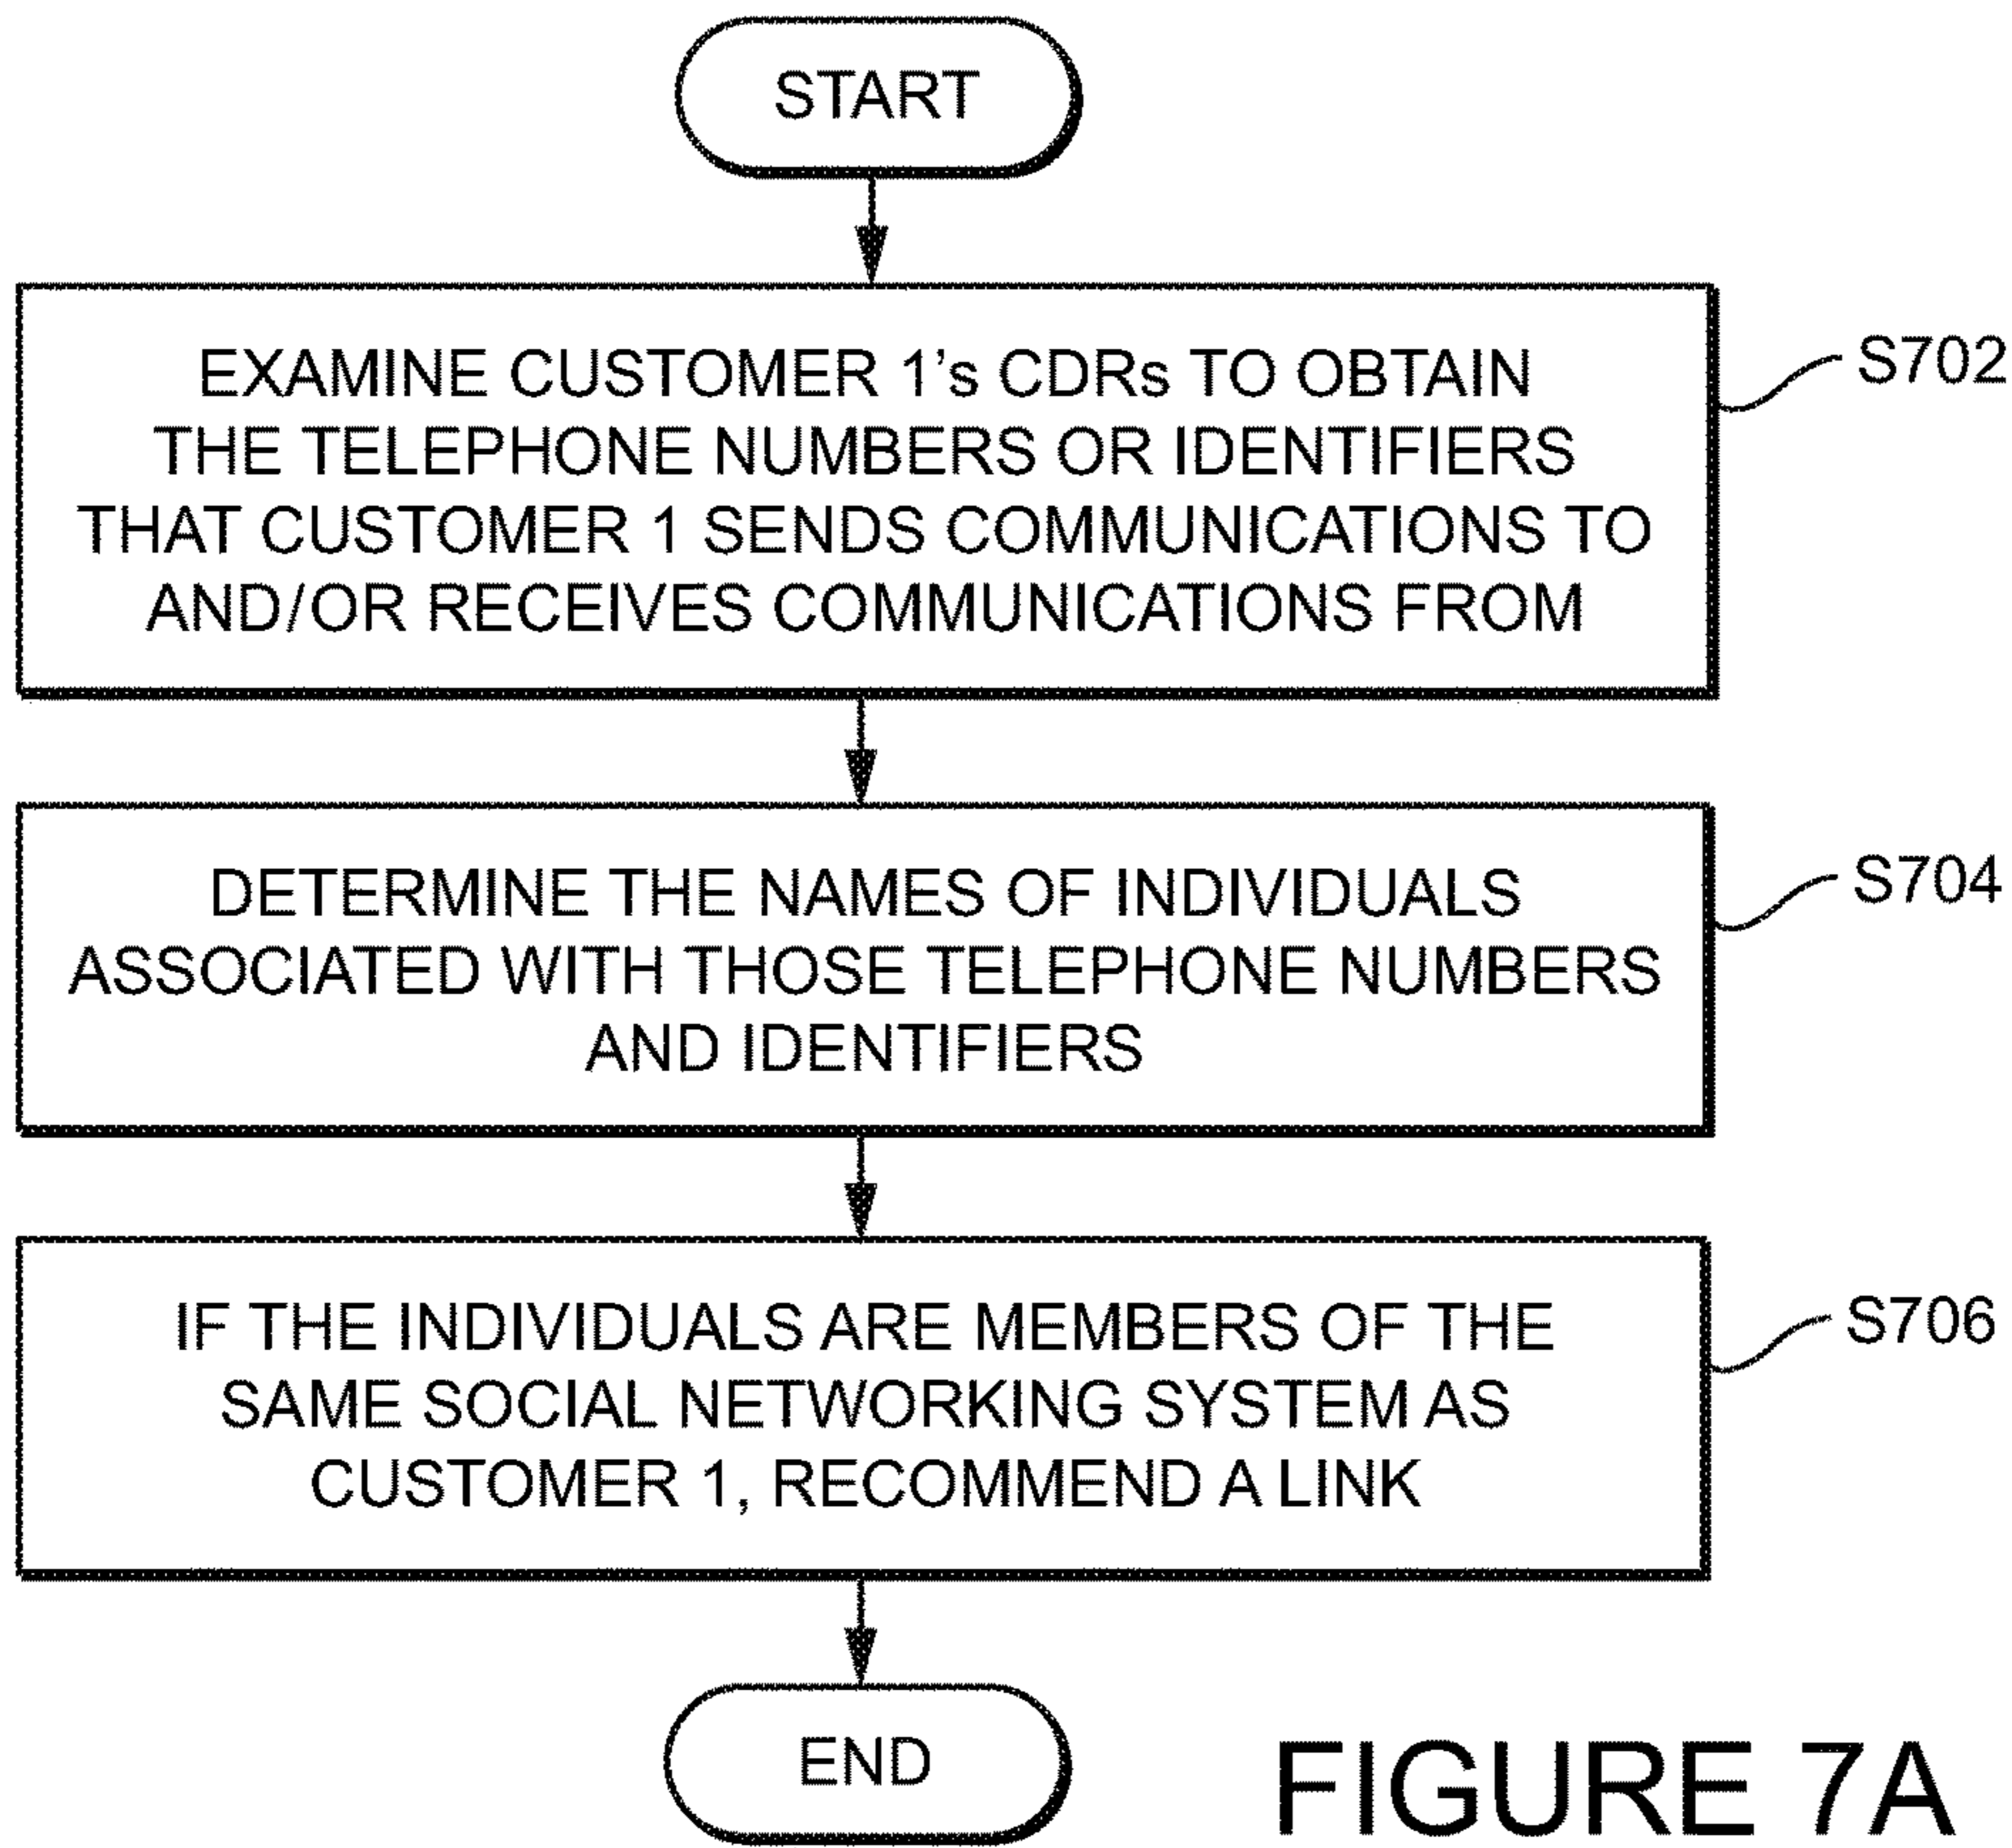 START
EXAMINE CUSTOMER 1's CDRs TO OBTAIN
THE TELEPHONE NUMBERS OR IDENTIFIERS
THAT CUSTOMER 1 SENDS COMMUNICATIONS TO
AND/OR RECEIVES COMMUNICATIONS FROM
S702
DETERMINE THE NAMES OF INDIVIDUALS
ASSOCIATED WITH THOSE TELEPHONE NUMBERS
AND IDENTIFIERS
S704
IF THE INDIVIDUALS ARE MEMBERS OF THE
SAME SOCIAL NETWORKING SYSTEM AS
CUSTOMER 1, RECOMMEND A LINK
S706
END
FIGURE 7A